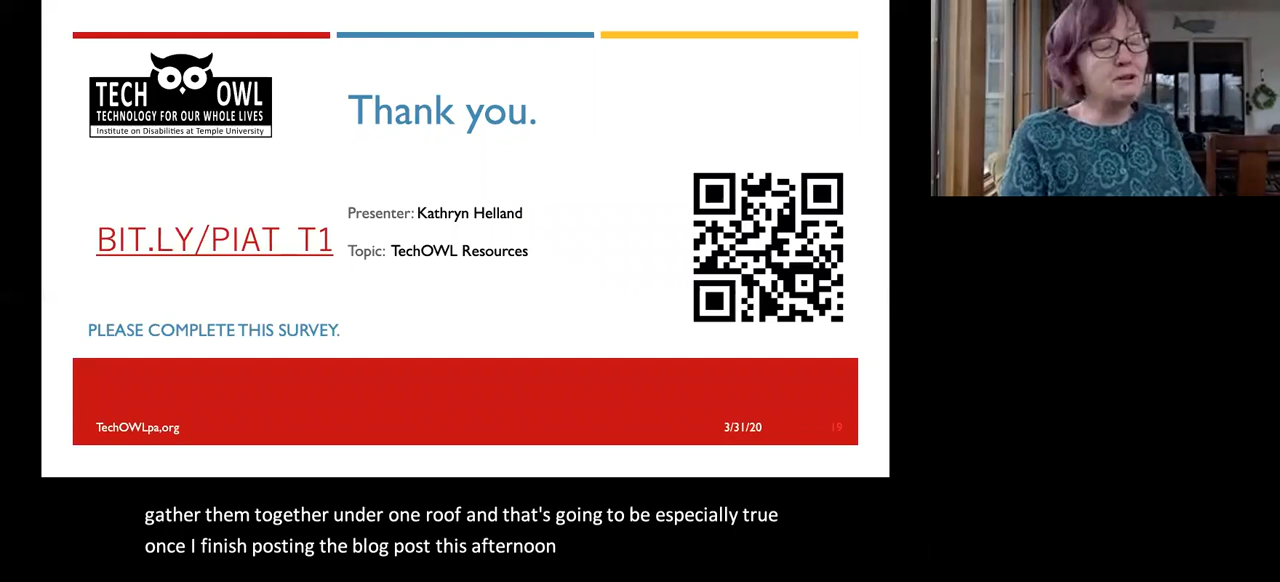 TECH OWL
TECHNOLOGY FOR OUR WHOLE LIVES
Institute on Disabilities at Temple University
Thank you.
BIT.LY/PIAT_T1
Presenter: Kathryn Helland
Topic: TechOWL Resources
PLEASE COMPLETE THIS SURVEY.
TechOWLpa,org
3/31/20
19
gather them together under one roof and that's going to be especially true
once I finish posting the blog post this afternoon